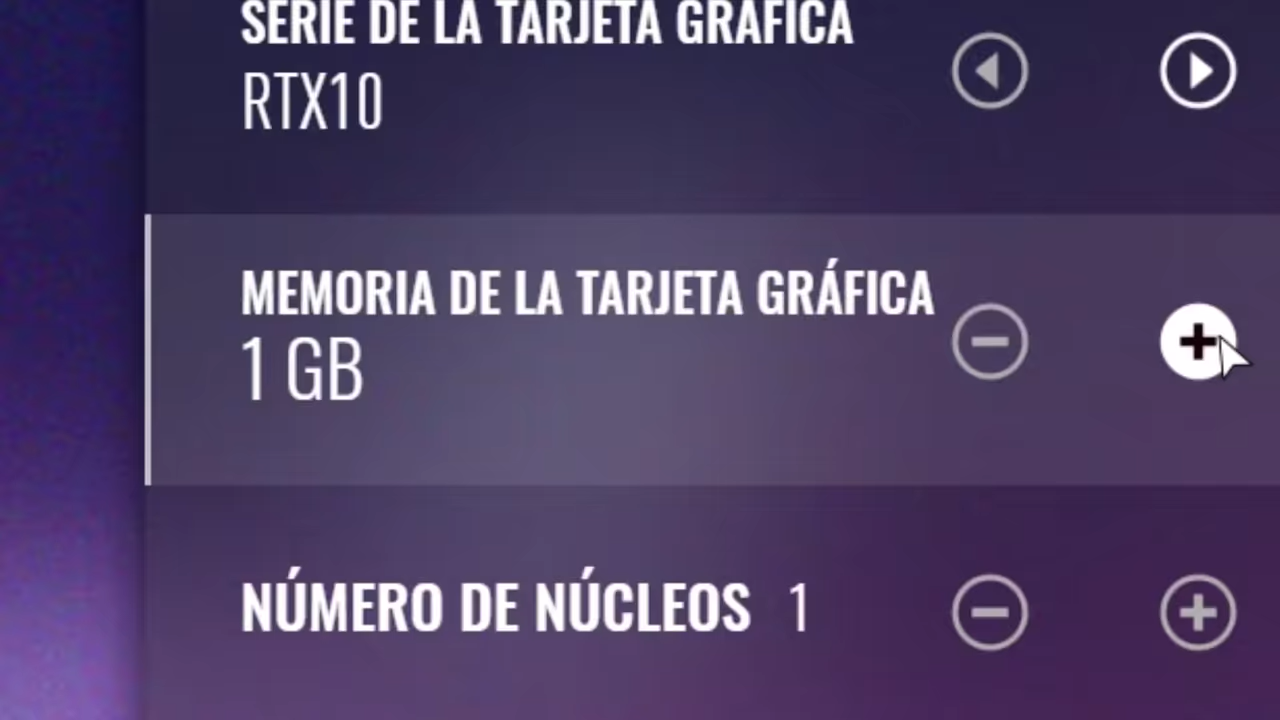 SERIE DE LA TARJETA GRÁFICA
RTX10
MEMORIA DE LA TARJETA GRÁFICA
1 GB
NÚMERO DE NÚCLEOS 1